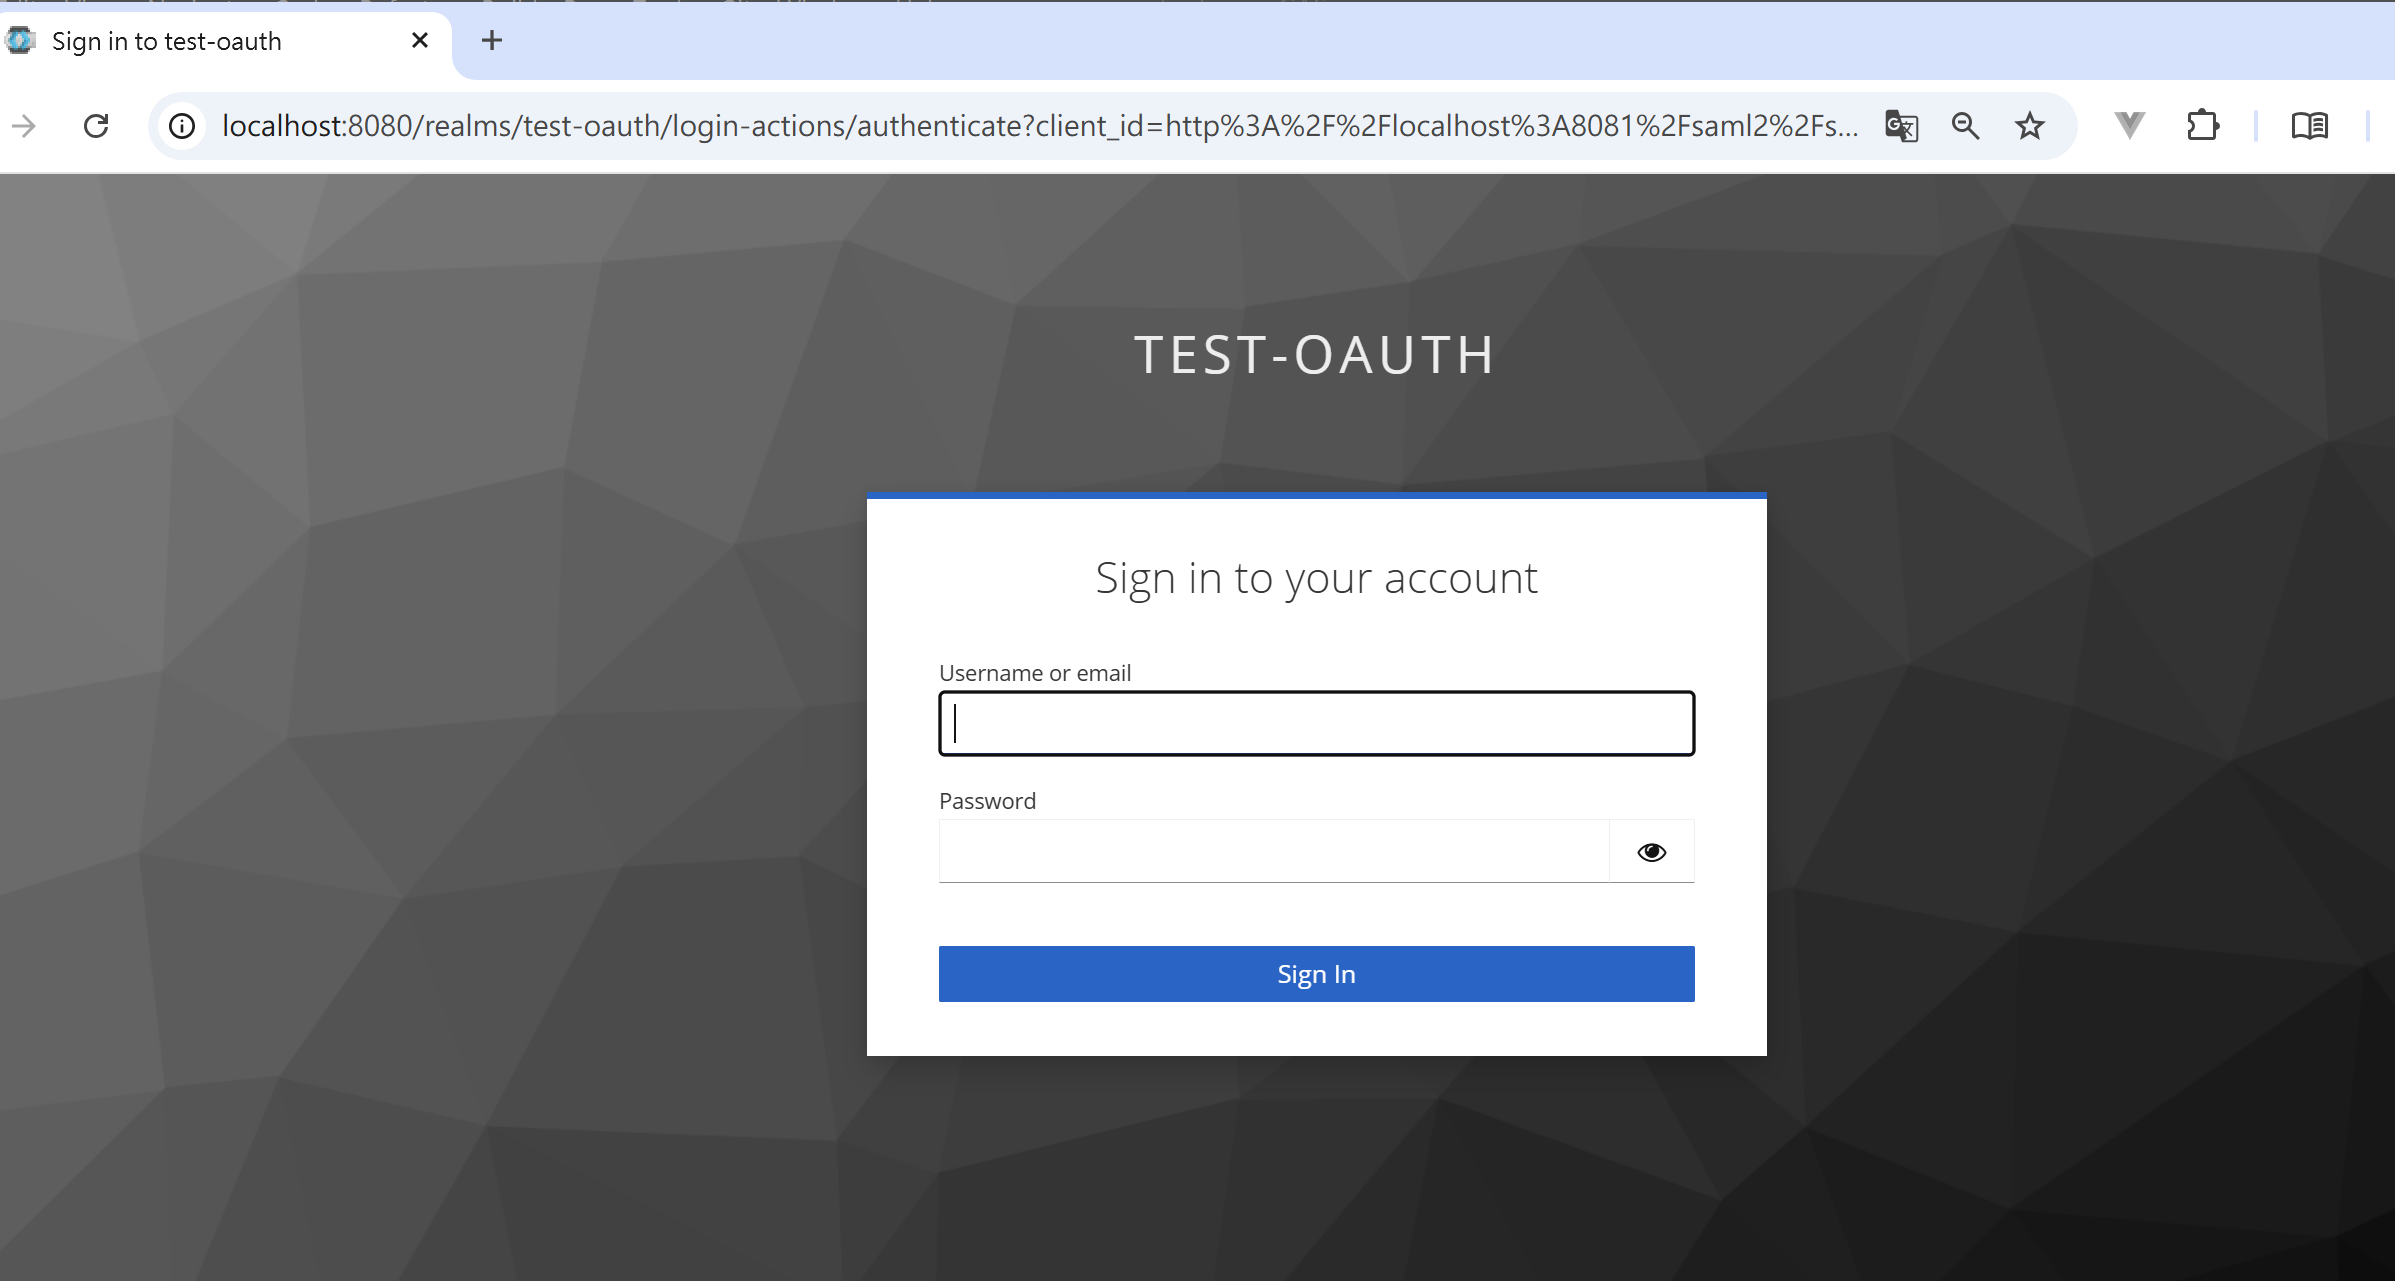 Sign in to test-oauth
localhost:8080/realms/test-oauth/login-actions/authenticate?client_id=http%3A%2F%2Flocalhost%3A8081%2Fsaml2%2Fs...
TEST-OAUTH
Sign in to your account
Username or email
Password
Sign In